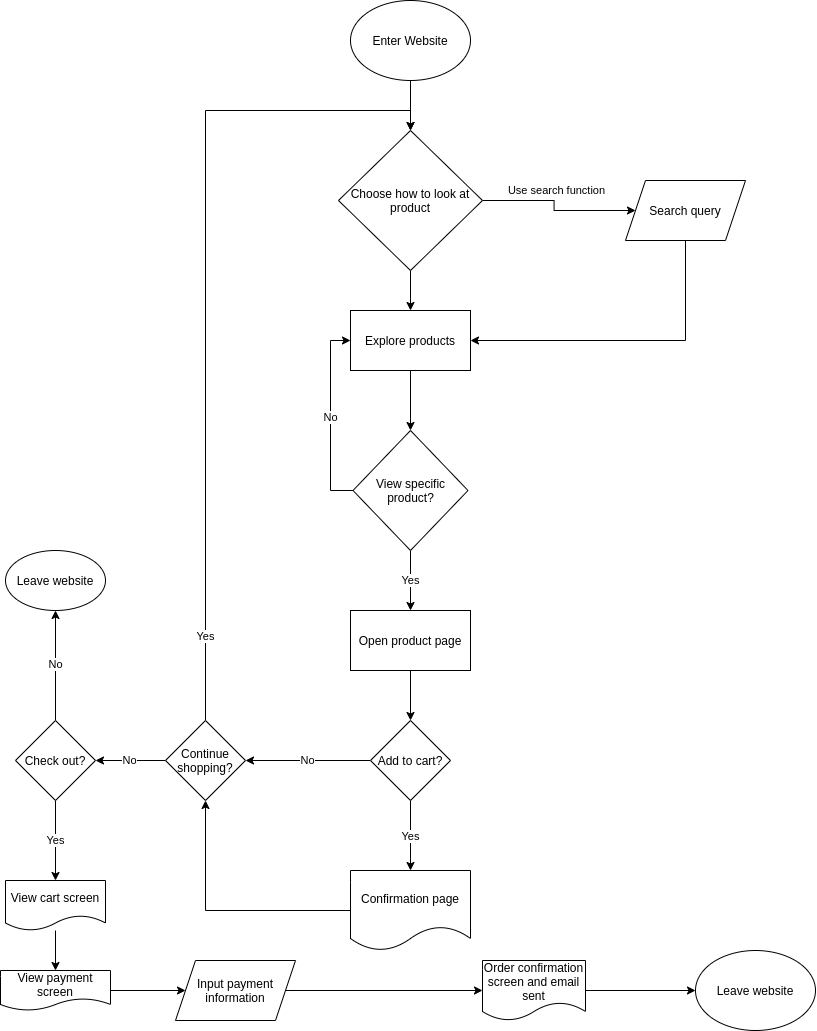 Enter Website
Choose how to look at
product
Use search function
Search query
Explore products
No
View specific
product?
Yes
Open product page
Leave website
No
Yes
Check out?
No
Continue
shopping?
No
Add to cart?
Yes
Yes
View cart screen
Confirmation page
View payment
screen
Input payment
information
Order confirmation
screen and email
sent
Leave website